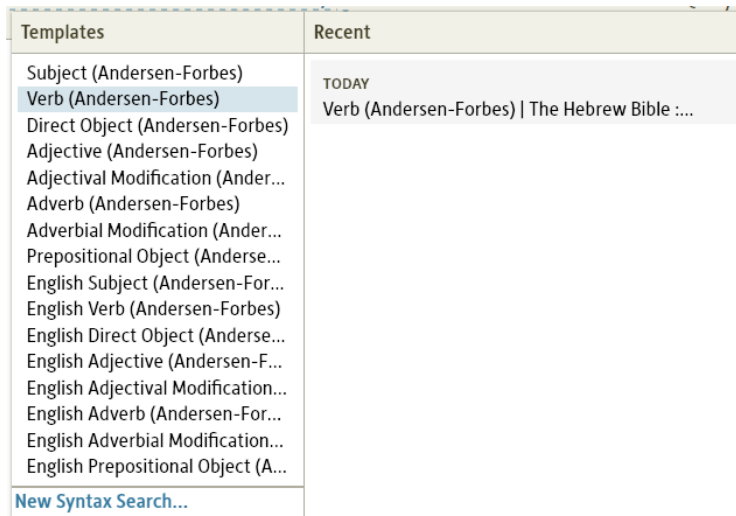 Templates
Subject (Andersen-Forbes)
Verb (Andersen-Forbes)
Direct Object (Andersen-Forbes)
Adjective (Andersen-Forbes)
Adjectival Modification (Ander...
Adverb (Andersen-Forbes)
Adverbial Modification (Ander...
Prepositional Object (Anderse...
English Subject (Andersen-For...
English Verb (Andersen-Forbes)
English Direct Object (Anderse...
English Adjective (Andersen-F...
English Adjectival Modification...
English Adverb (Andersen-For...
English Adverbial Modification...
English Prepositional Object (A...
New Syntax Search...
Recent
TODAY
Verb (Andersen-Forbes) | The Hebrew Bible :...